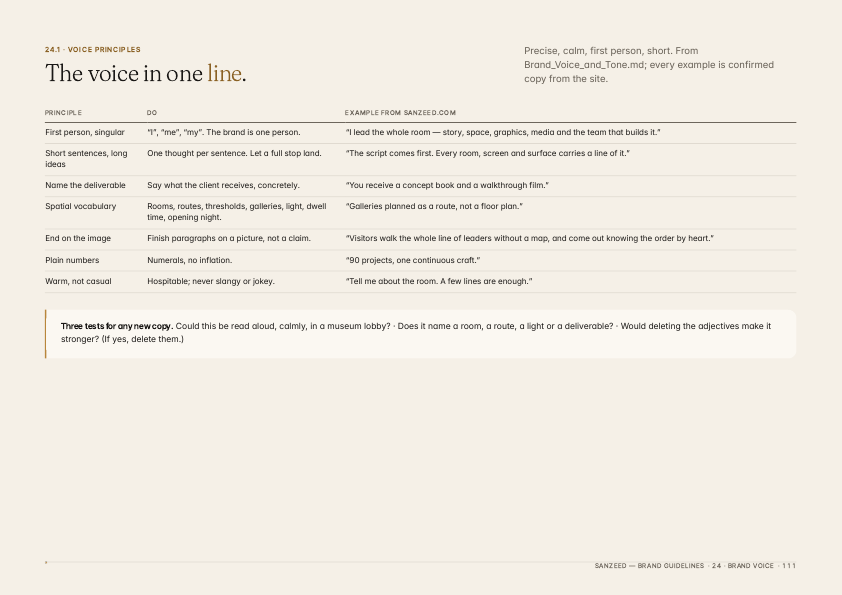 24.1 · VOICE PRINCIPLES
The voice in one line.
Precise, calm, first person, short. From
Brand_Voice_and_Tone.md; every example is confirmed
copy from the site.
PRINCIPLE DO EXAMPLE FROM SANZEED.COM
First person, singular “I”, “me”, “my”. The brand is one person. “I lead the whole room — story, space, graphics, media and the team that builds it.”
Short sentences, long One thought per sentence. Let a full stop land. “The script comes first. Every room, screen and surface carries a line of it.”
ideas
Name the deliverable Say what the client receives, concretely. “You receive a concept book and a walkthrough film.”
Spatial vocabulary Rooms, routes, thresholds, galleries, light, dwell “Galleries planned as a route, not a floor plan.”
time, opening night.
End on the image Finish paragraphs on a picture, not a claim. “Visitors walk the whole line of leaders without a map, and come out knowing the order by heart.”
Plain numbers Numerals, no inflation. “90 projects, one continuous craft.”
Warm, not casual Hospitable; never slangy or jokey. “Tell me about the room. A few lines are enough.”
Three tests for any new copy. Could this be read aloud, calmly, in a museum lobby? · Does it name a room, a route, a light or a deliverable? · Would deleting the adjectives make it
stronger? (If yes, delete them.)
SANZEED — BRAND GUIDELINES · 24 · BRAND VOICE · 111